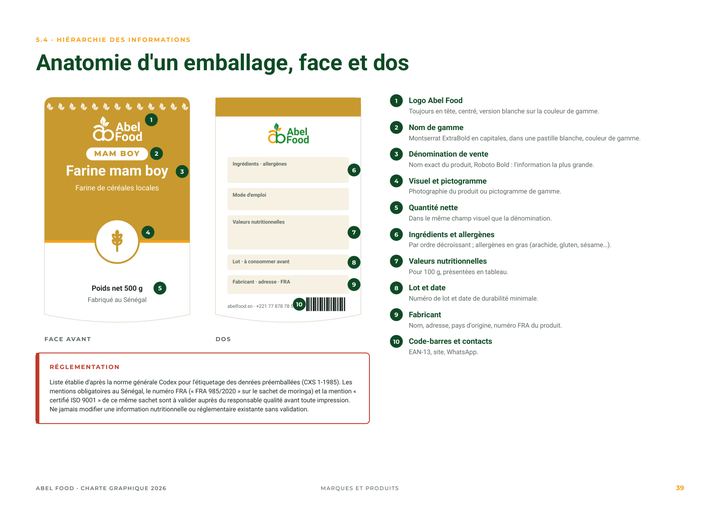 5.4 - HIÉRARCHIE DES INFORMATIONS
Anatomie d'un emballage, face et dos
ab Abel Food
1
MAM BOY
2
Farine mam boy
3
Farine de céréales locales
4
Poids net 500 g
5
Fabriqué au Sénégal
FACE AVANT
ab Abel Food
Ingrédients · allergènes
6
Mode d'emploi
Valeurs nutritionnelles
7
Lot · à consommer avant
8
Fabricant · adresse · FRA
9
abelfood.sn · +221 77 878 78
10
DOS
1 Logo Abel Food
Toujours en tête, centré, version blanche sur la couleur de gamme.
2 Nom de gamme
Montserrat ExtraBold en capitales, dans une pastille blanche, couleur de gamme.
3 Dénomination de vente
Nom exact du produit, Roboto Bold : l'information la plus grande.
4 Visuel et pictogramme
Photographie du produit ou pictogramme de gamme.
5 Quantité nette
Dans le même champ visuel que la dénomination.
6 Ingrédients et allergènes
Par ordre décroissant ; allergènes en gras (arachide, gluten, sésame...).
7 Valeurs nutritionnelles
Pour 100 g, présentées en tableau.
8 Lot et date
Numéro de lot et date de durabilité minimale.
9 Fabricant
Nom, adresse, pays d'origine, numéro FRA du produit.
10 Code-barres et contacts
EAN-13, site, WhatsApp.
RÉGLEMENTATION
Liste établie d'après la norme générale Codex pour l'étiquetage des denrées préemballées (CXS 1-1985). Les
mentions obligatoires au Sénégal, le numéro FRA (« FRA 985/2020 » sur le sachet de moringa) et la mention «
certifié ISO 9001 » de ce même sachet sont à valider auprès du responsable qualité avant toute impression.
Ne jamais modifier une information nutritionnelle ou réglementaire existante sans validation.
ABEL FOOD · CHARTE GRAPHIQUE 2026
MARQUES ET PRODUITS
39